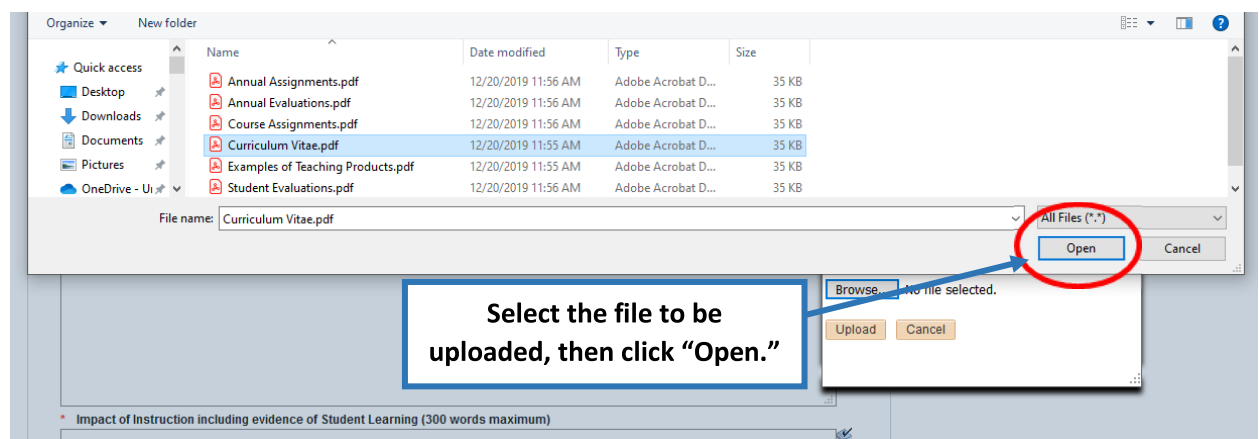 Organize New folder
Name Date modified Type Size
Quick access
Desktop
Downloads
Documents
Pictures
OneDrive - Ur
Annual Assignments.pdf 12/20/2019 11:56 AM Adobe Acrobat D... 35 KB
Annual Evaluations.pdf 12/20/2019 11:56 AM Adobe Acrobat D... 35 KB
Course Assignments.pdf 12/20/2019 11:56 AM Adobe Acrobat D... 35 KB
Curriculum Vitae.pdf 12/20/2019 11:55 AM Adobe Acrobat D... 35 KB
Examples of Teaching Products.pdf 12/20/2019 11:55 AM Adobe Acrobat D... 35 KB
Student Evaluations.pdf 12/20/2019 11:56 AM Adobe Acrobat D... 35 KB
File name: Curriculum Vitae.pdf All Files (*.*)
Open Cancel
Browse... No file selected.
Upload Cancel
Select the file to be
uploaded, then click “Open.”
* Impact of Instruction including evidence of Student Learning (300 words maximum)